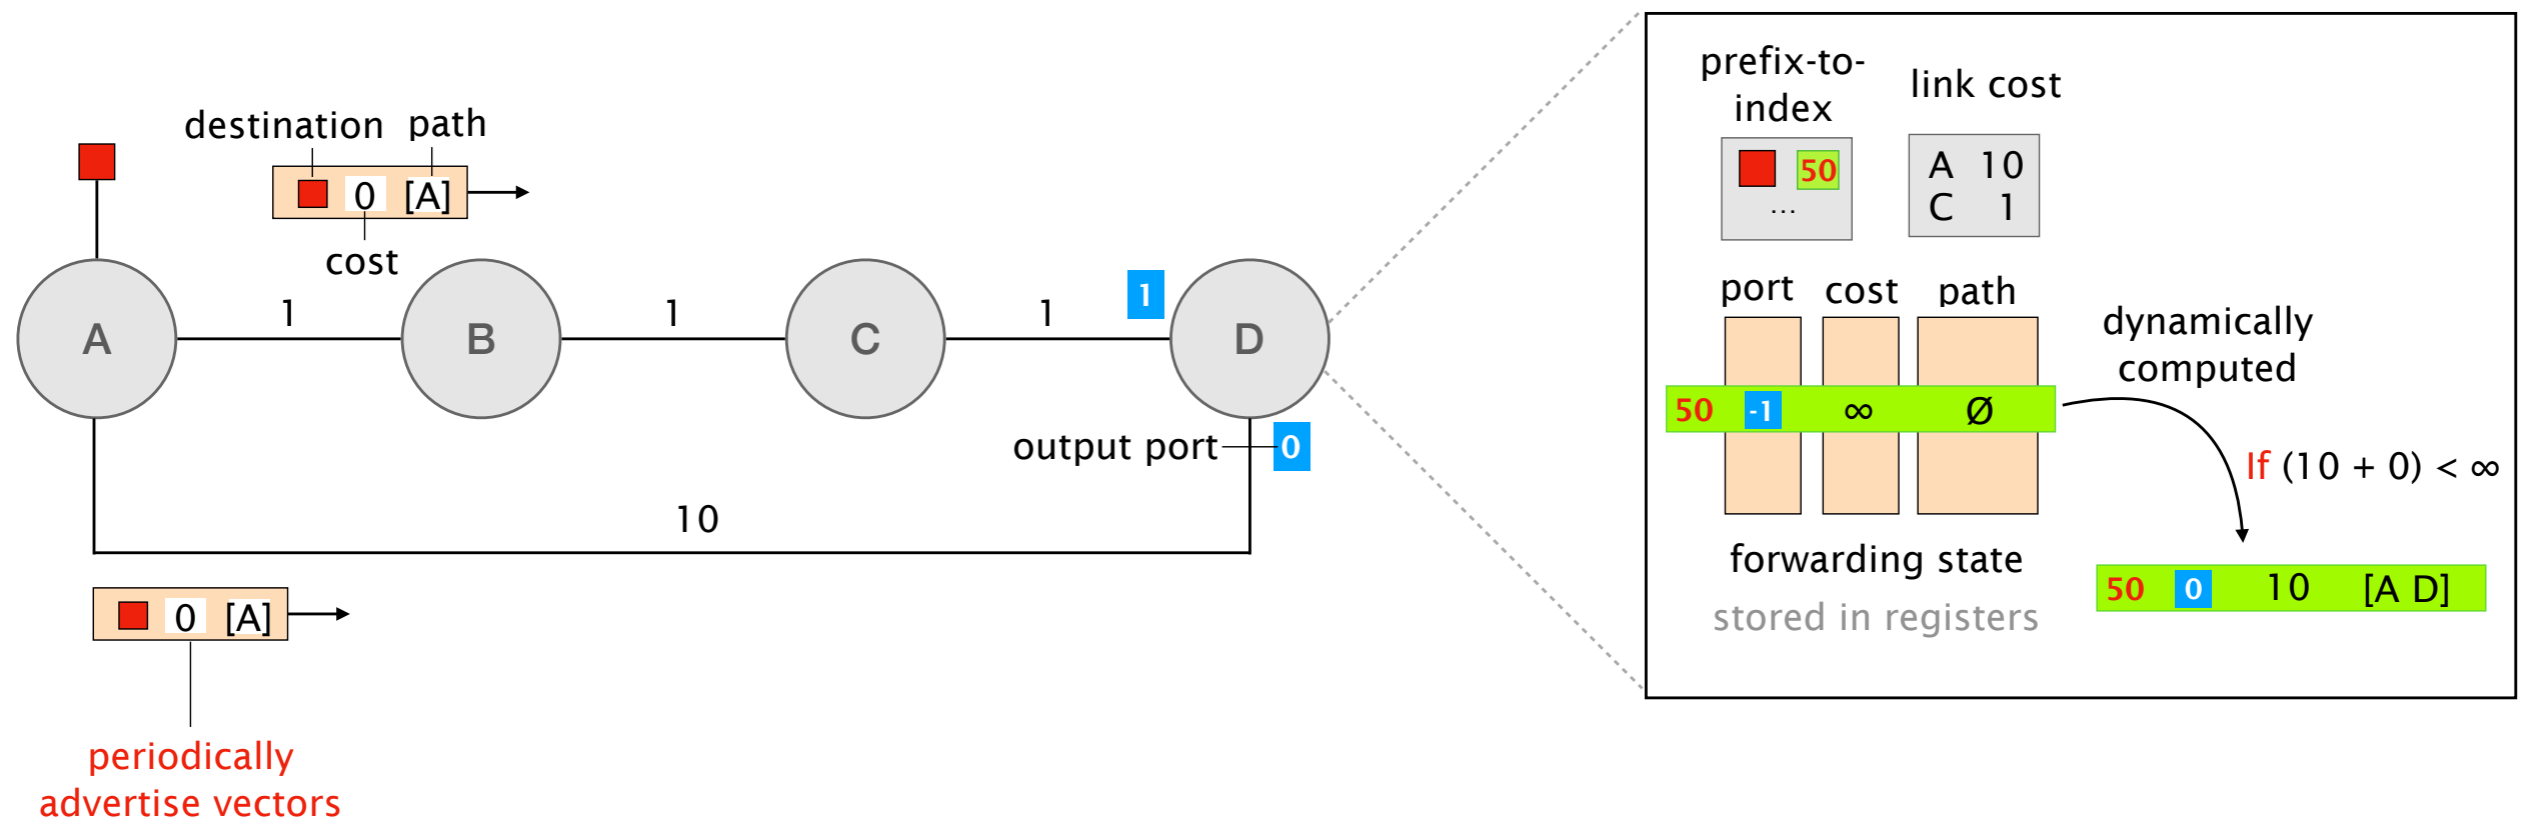 destination path
0 [A]
cost
A
B
C
D
1
1
1
1
output port
0
10
0 [A]
periodically
advertise vectors
prefix-to-
index
50
...
link cost
A 10
C 1
port cost path
50 -1 ∞ Ø
forwarding state
stored in registers
dynamically
computed
If (10 + 0) < ∞
50 0 10 [A D]